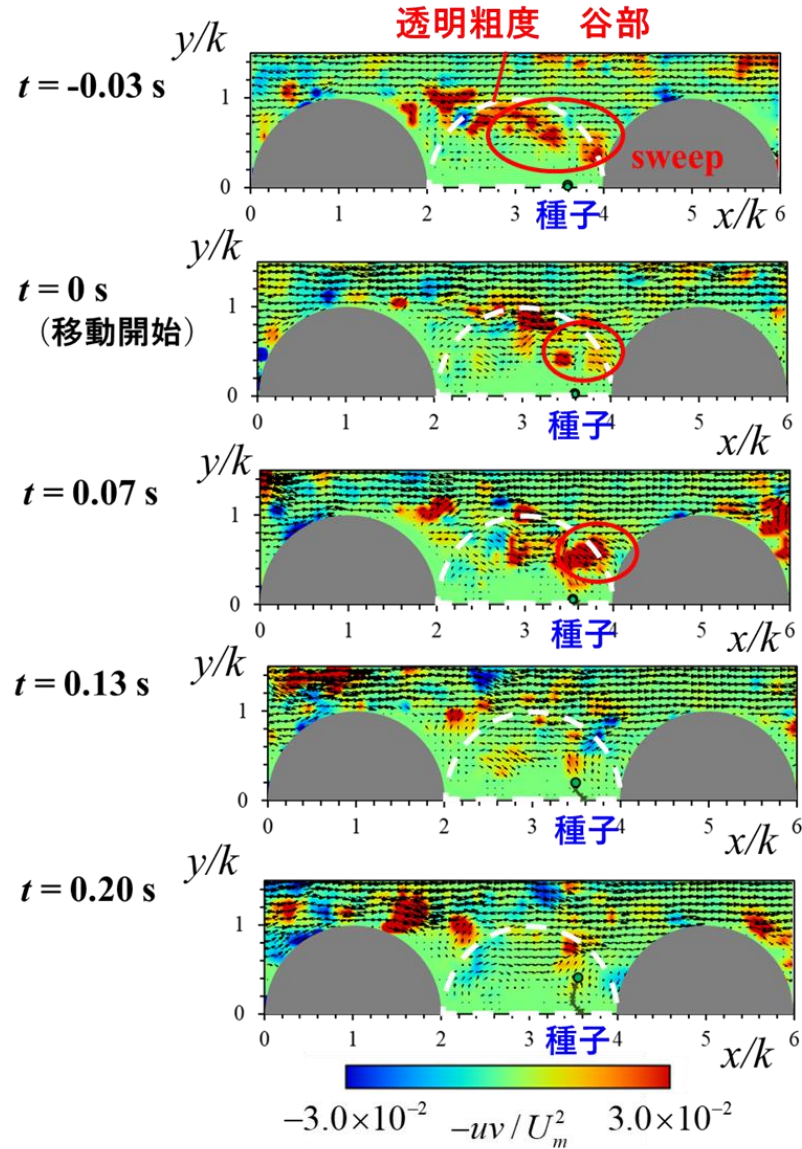 透明粗度 谷部
y/k
t = -0.03 s
1
0
sweep
0 1 2 3 4 5 6
種子
x/k
y/k
t = 0 s
(移動開始)
1
0
0 1 2 3 4 5 6
種子
x/k
y/k
t = 0.07 s
1
0
0 1 2 3 4 5 6
種子
x/k
y/k
t = 0.13 s
1
0
0 1 2 3 4 5 6
種子
x/k
y/k
t = 0.20 s
1
0
0 1 2 3 4 5 6
種子
x/k
−3.0×10⁻² −uv / U²ₘ 3.0×10⁻²